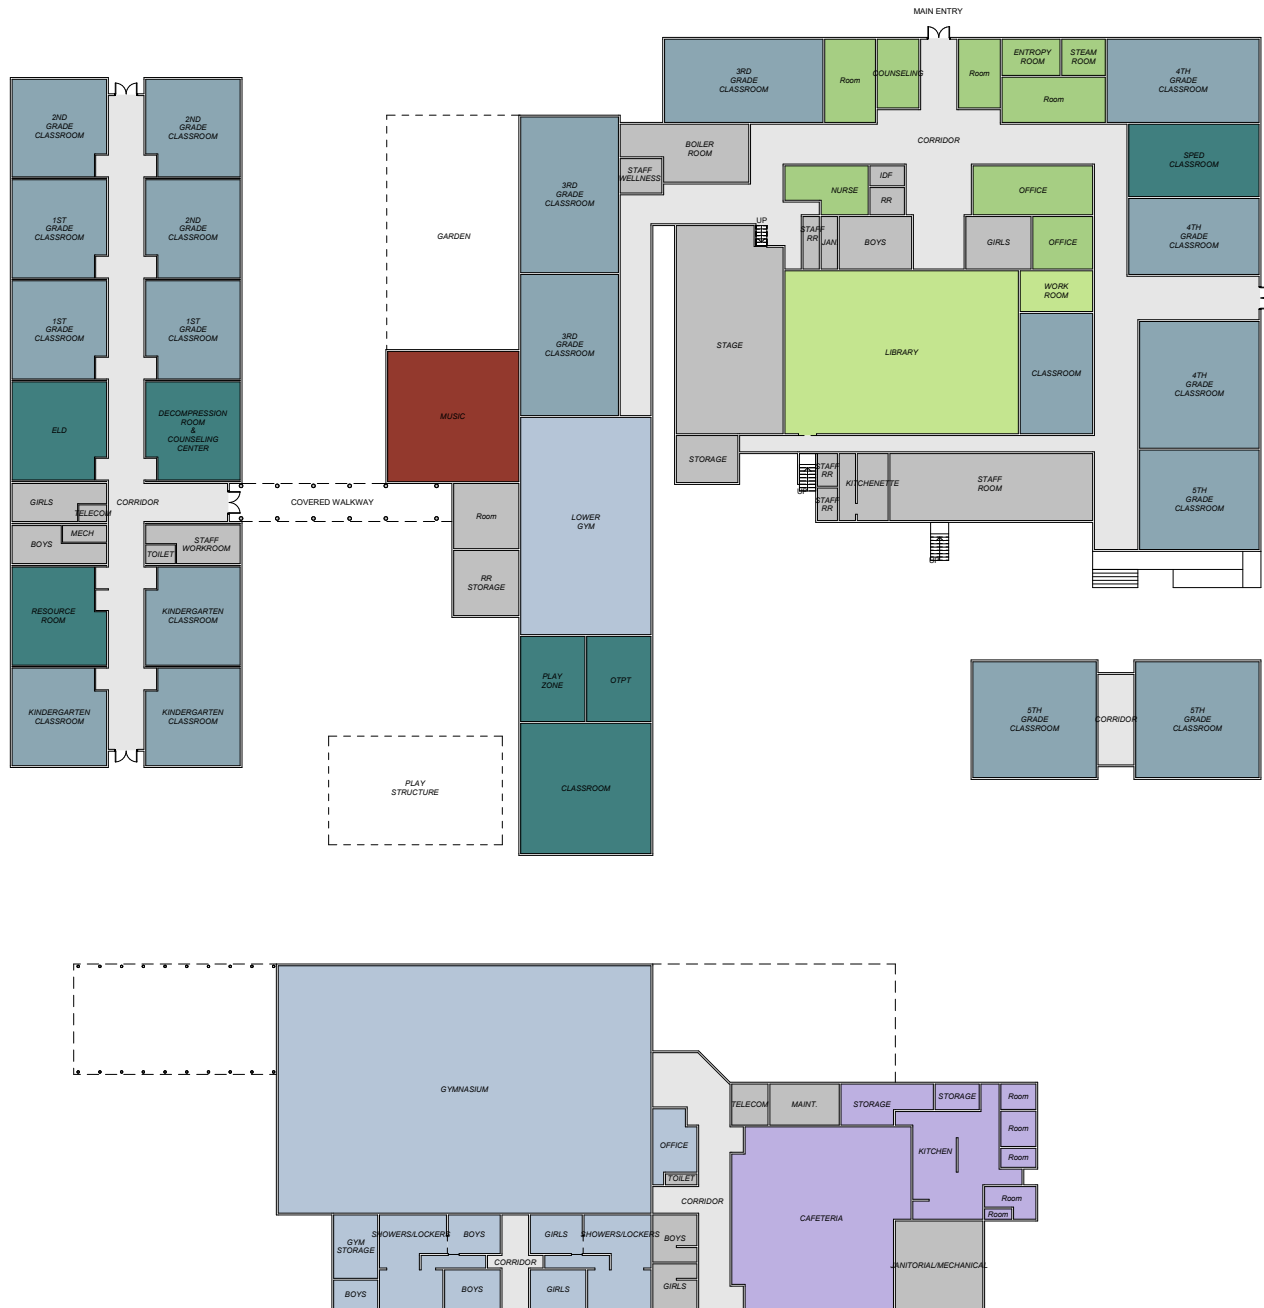 MAIN ENTRY
3RD
GRADE
CLASSROOM
Room
COUNSELING
Room
ENTROPY
ROOM
STEAM
ROOM
Room
4TH
GRADE
CLASSROOM
2ND
GRADE
CLASSROOM
2ND
GRADE
CLASSROOM
BOILER
ROOM
STAFF
WELLNESS
CORRIDOR
SPED
CLASSROOM
3RD
GRADE
CLASSROOM
NURSE
IDF
RR
OFFICE
1ST
GRADE
CLASSROOM
2ND
GRADE
CLASSROOM
GARDEN
UP
STAFF
RR
JAN.
BOYS
GIRLS
OFFICE
4TH
GRADE
CLASSROOM
WORK
ROOM
1ST
GRADE
CLASSROOM
1ST
GRADE
CLASSROOM
3RD
GRADE
CLASSROOM
STAGE
LIBRARY
CLASSROOM
4TH
GRADE
CLASSROOM
ELD
DECOMPRESSION
ROOM
&
COUNSELING
CENTER
MUSIC
STORAGE
STAFF
RR
UP
STAFF
RR
KITCHENETTE
STAFF
ROOM
5TH
GRADE
CLASSROOM
GIRLS
TELECOM
CORRIDOR
COVERED WALKWAY
Room
LOWER
GYM
BOYS
MECH
TOILET
STAFF
WORKROOM
UP
RR
STORAGE
RESOURCE
ROOM
KINDERGARTEN
CLASSROOM
PLAY
ZONE
OTPT
KINDERGARTEN
CLASSROOM
KINDERGARTEN
CLASSROOM
5TH
GRADE
CLASSROOM
CORRIDOR
5TH
GRADE
CLASSROOM
PLAY
STRUCTURE
CLASSROOM
GYMNASIUM
TELECOM
MAINT.
STORAGE
STORAGE
Room
Room
OFFICE
KITCHEN
Room
TOILET
CORRIDOR
CAFETERIA
Room
Room
GYM
STORAGE
SHOWERS/LOCKERS
BOYS
GIRLS
SHOWERS/LOCKERS
BOYS
CORRIDOR
JANITORIAL/MECHANICAL
BOYS
BOYS
GIRLS
GIRLS